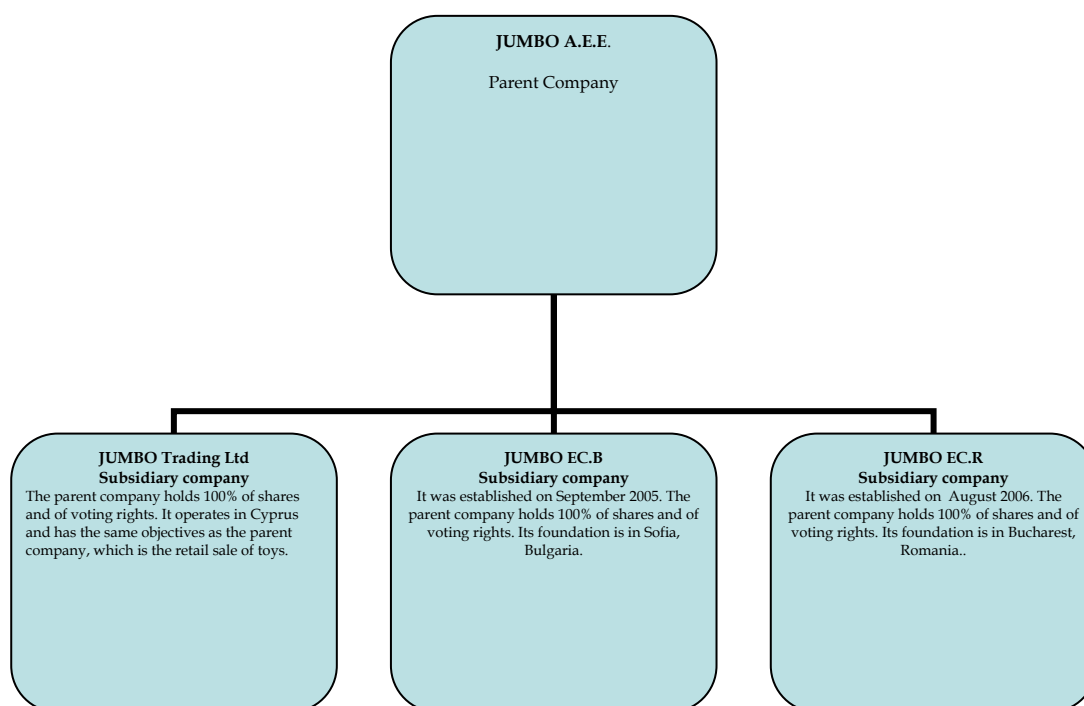 JUMBO A.E.E.
Parent Company
JUMBO Trading Ltd
Subsidiary company
The parent company holds 100% of shares
and of voting rights. It operates in Cyprus
and has the same objectives as the parent
company, which is the retail sale of toys.
JUMBO EC.B
Subsidiary company
It was established on September 2005. The
parent company holds 100% of shares and of
voting rights. Its foundation is in Sofia,
Bulgaria.
JUMBO EC.R
Subsidiary company
It was established on  August 2006. The
parent company holds 100% of shares and of
voting rights. Its foundation is in Bucharest,
Romania..